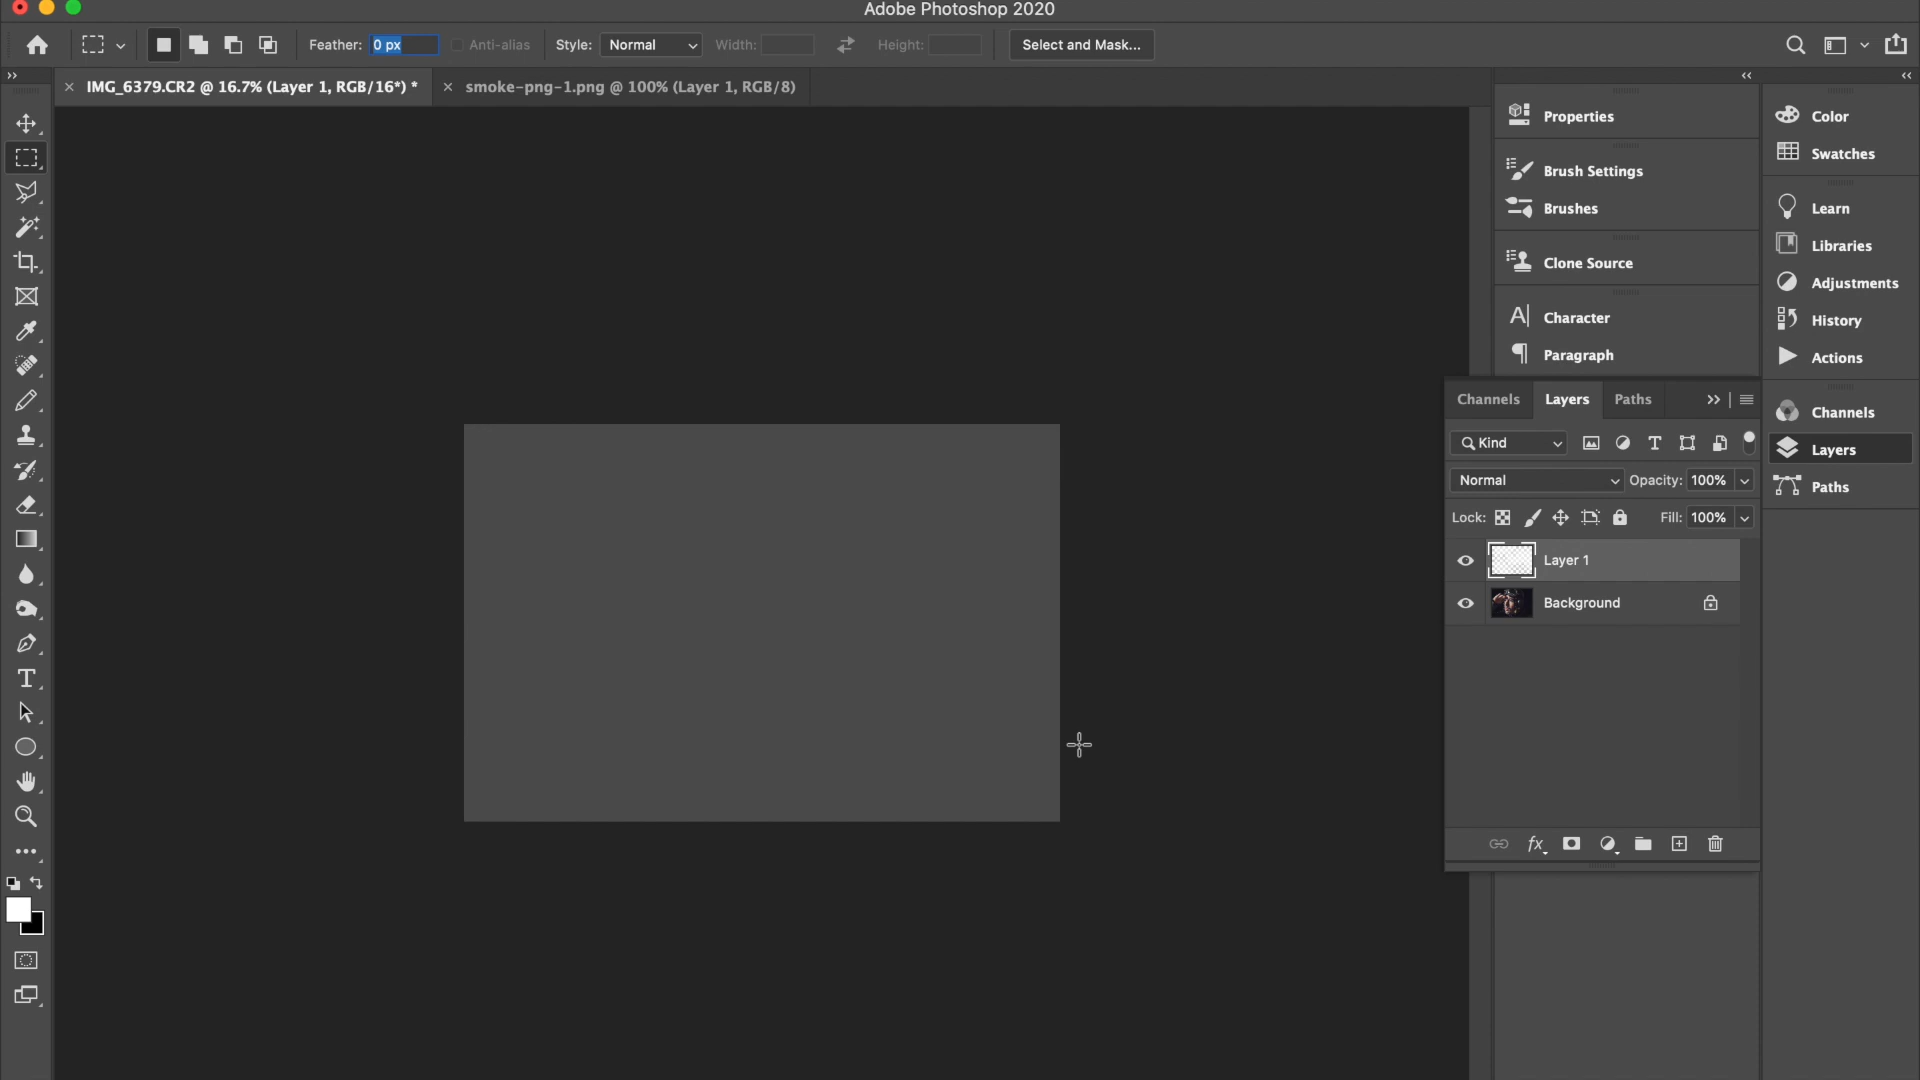 Adobe Photoshop 2020
Feather: 0 px Anti-alias Style: Normal Width: Height: Select and Mask...
IMG_6379.CR2 @ 16.7% (Layer 1, RGB/16*) *
smoke-png-1.png @ 100% (Layer 1, RGB/8)
Properties
Brush Settings
Brushes
Clone Source
Character
Paragraph
Color
Swatches
Learn
Libraries
Adjustments
History
Actions
Channels
Layers
Paths
Channels Layers Paths
Kind
Normal Opacity: 100%
Lock: Fill: 100%
Layer 1
Background
fx